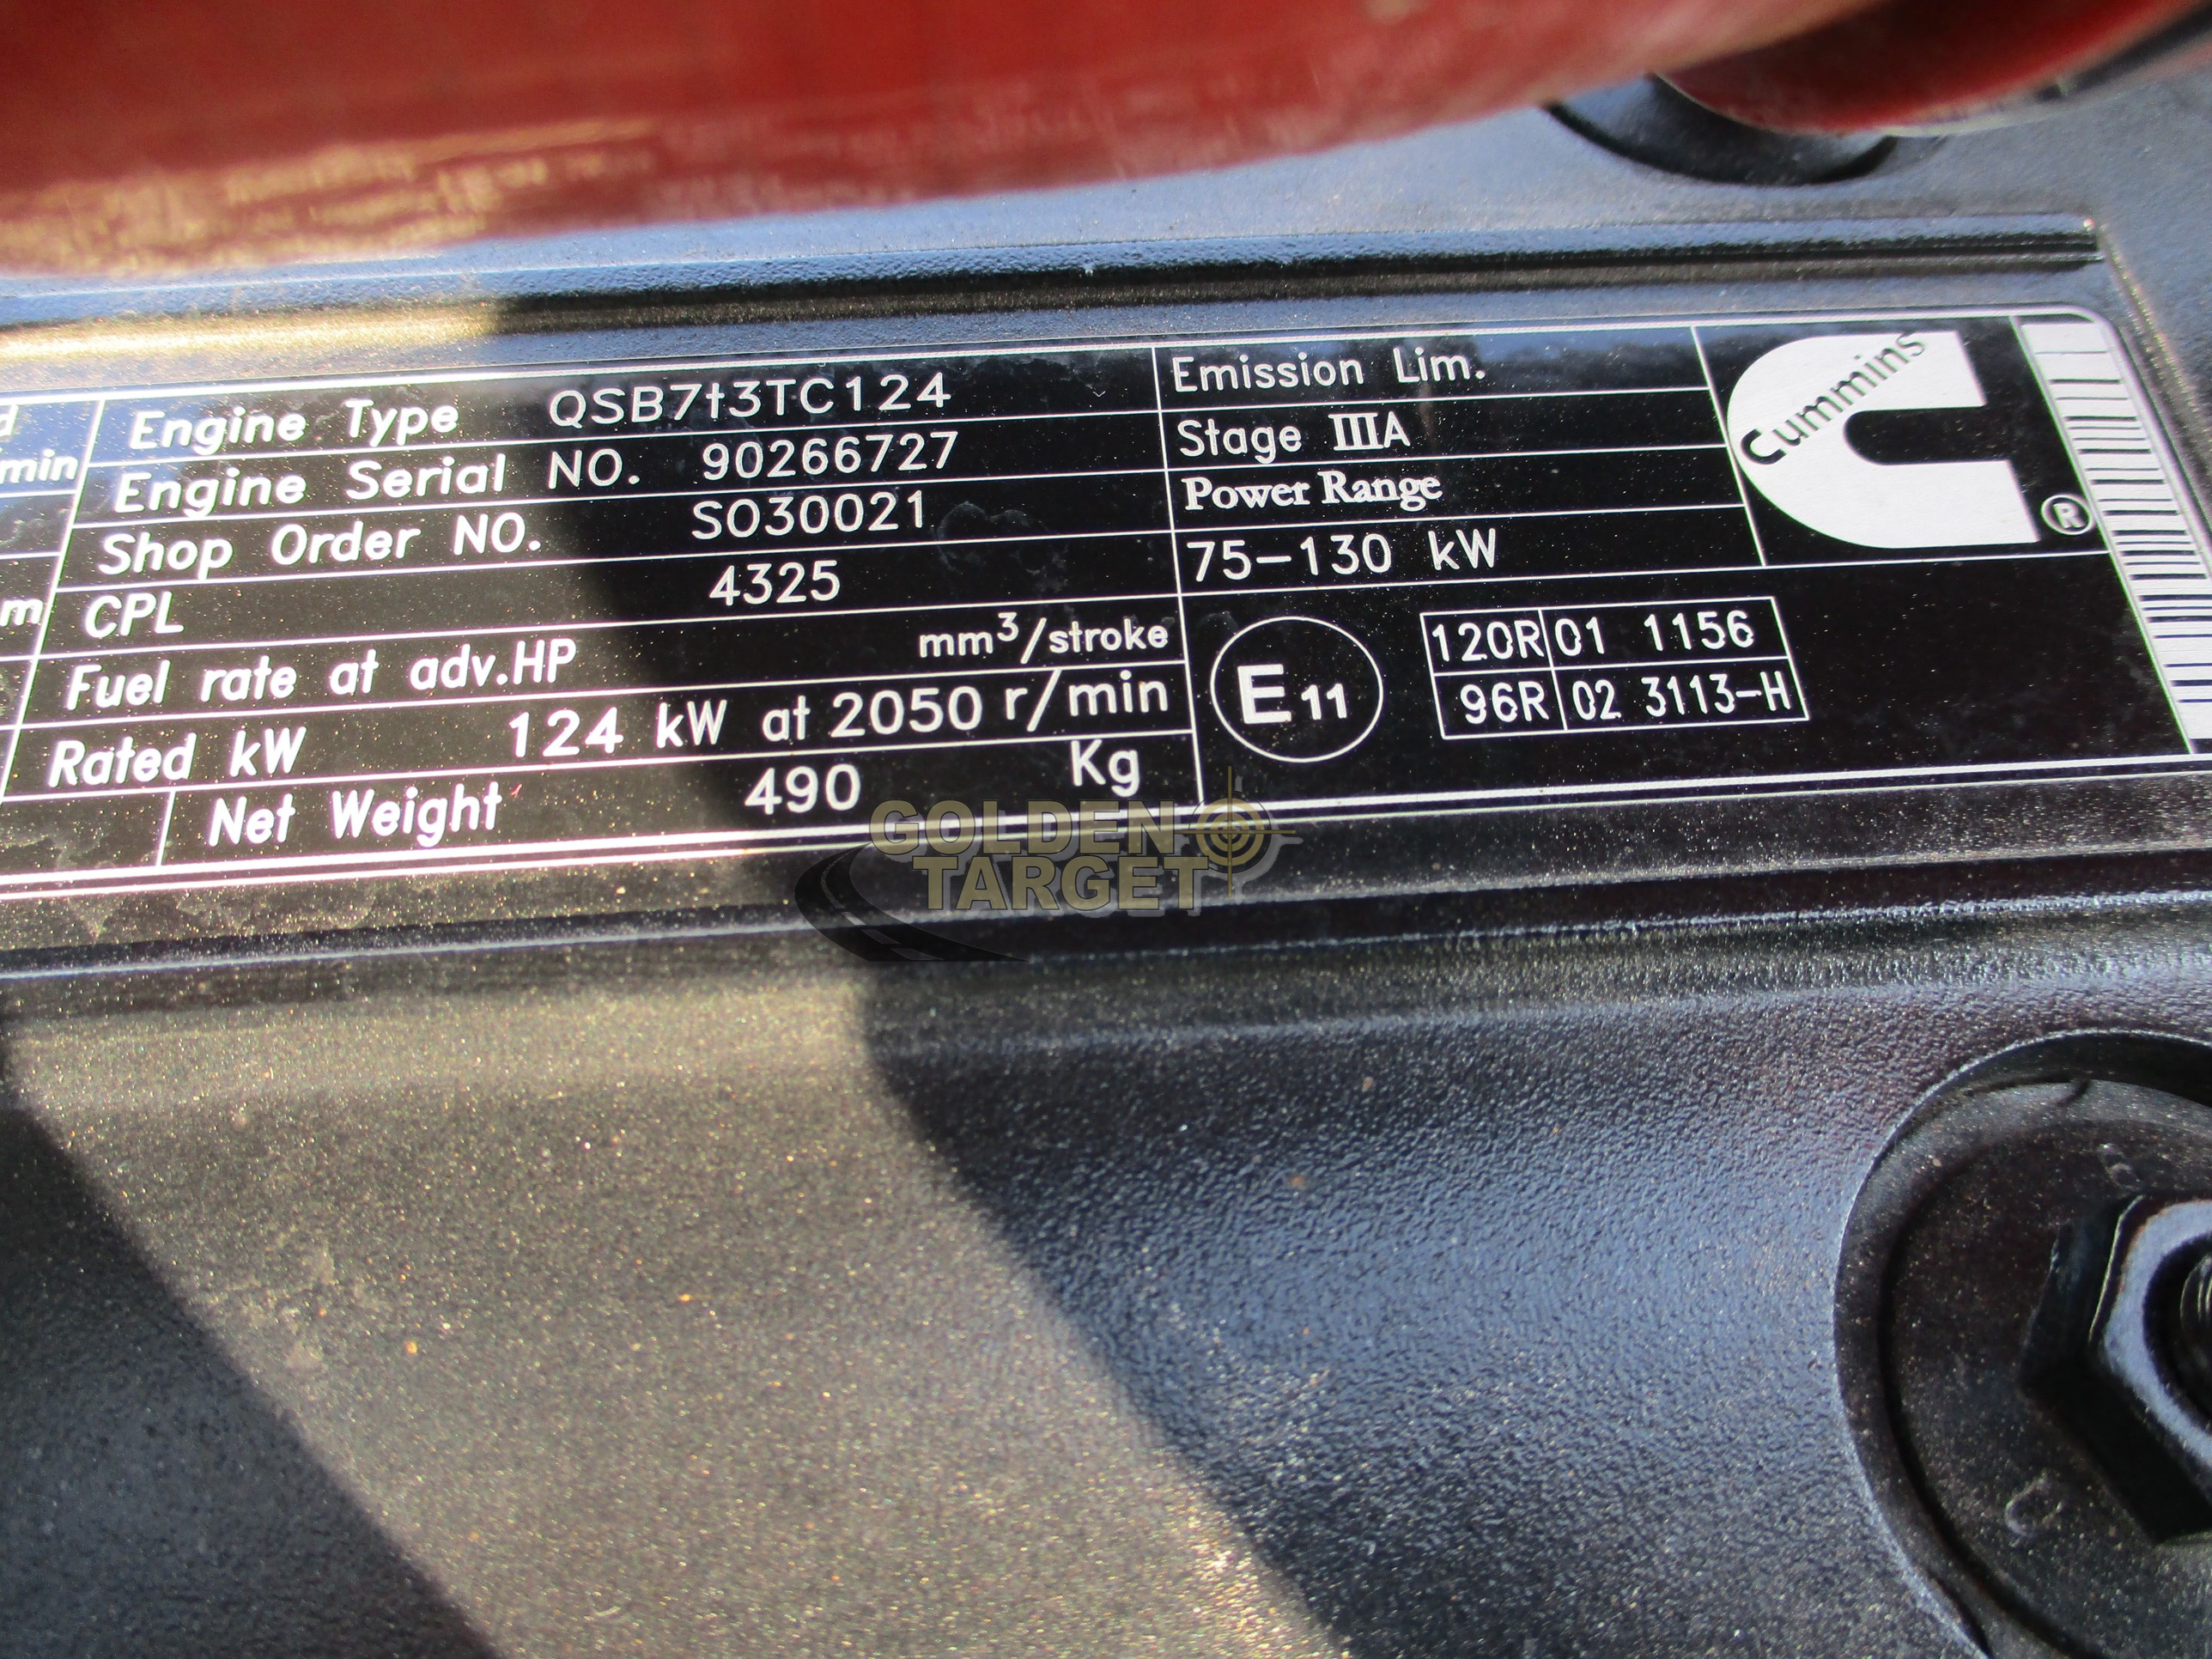 d
min
m
Engine Type QSB7t3TC124
Engine Serial NO. 90266727
Shop Order NO. SO30021
CPL 4325
Fuel rate at adv.HP mm³/stroke
Rated kW 124 kW at 2050 r/min
Net Weight 490 Kg
Emission Lim.
Stage IIIA
Power Range
75-130 kW
E11
120R 01 1156
96R 02 3113-H
Cummins
®
GOLDEN
TARGET